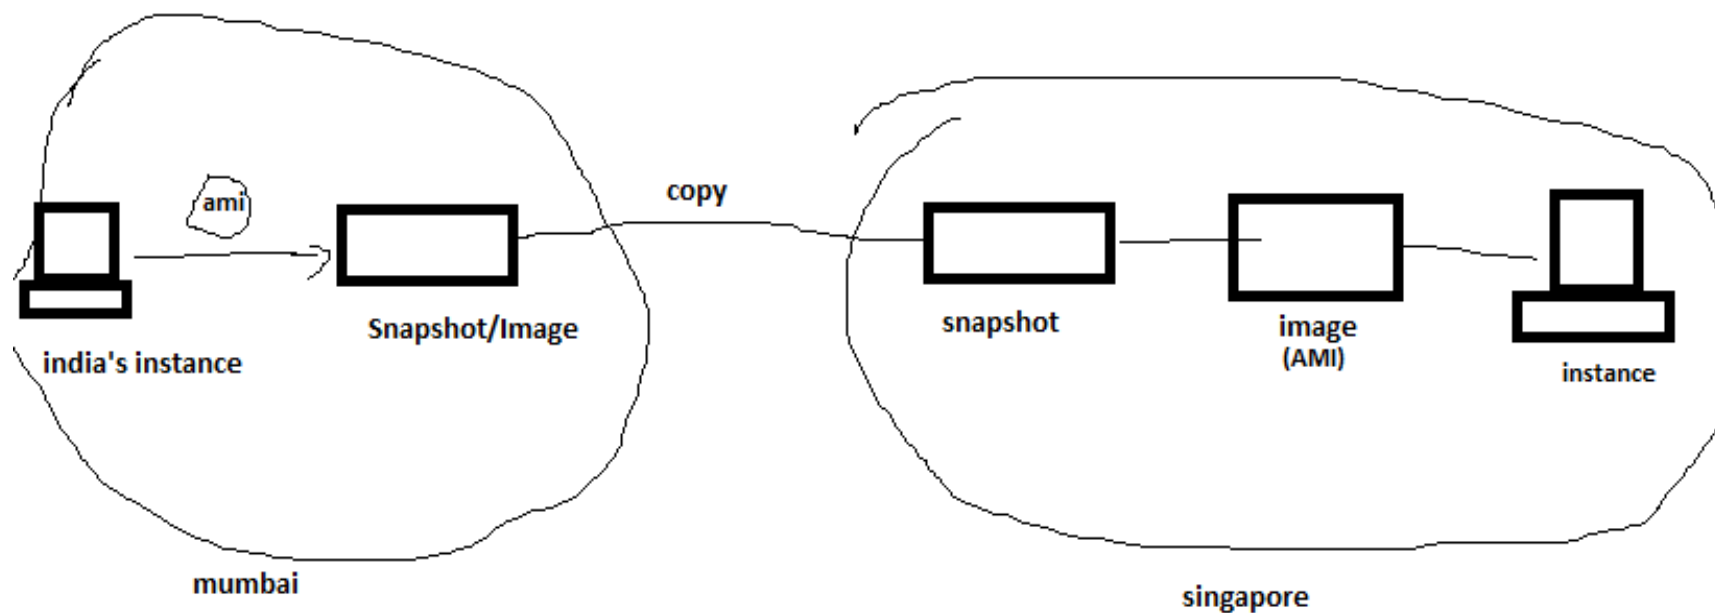 ami
copy
Snapshot/Image
india's instance
mumbai
snapshot
image
(AMI)
instance
singapore